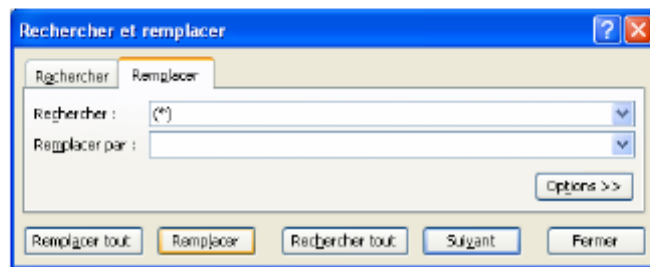 Rechercher et remplacer
Rechercher Remplacer
Rechercher : (*)
Remplacer par :
Options >>
Remplacer tout Remplacer Rechercher tout Suivant Fermer